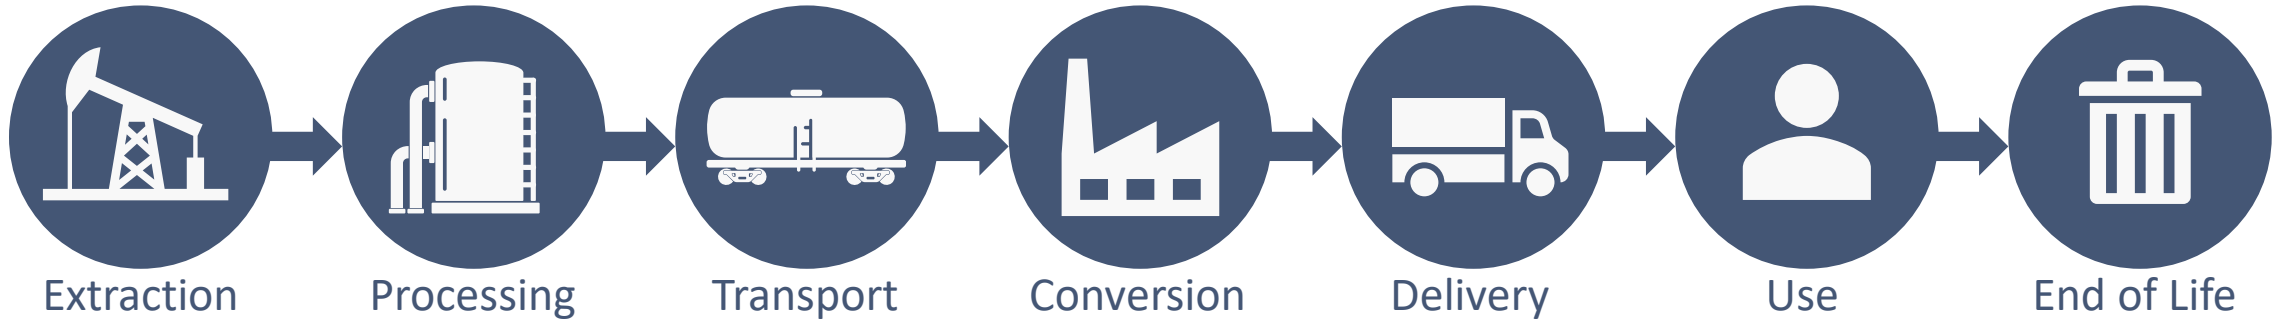 Extraction
Processing
Transport
Conversion
Delivery
Use
End of Life